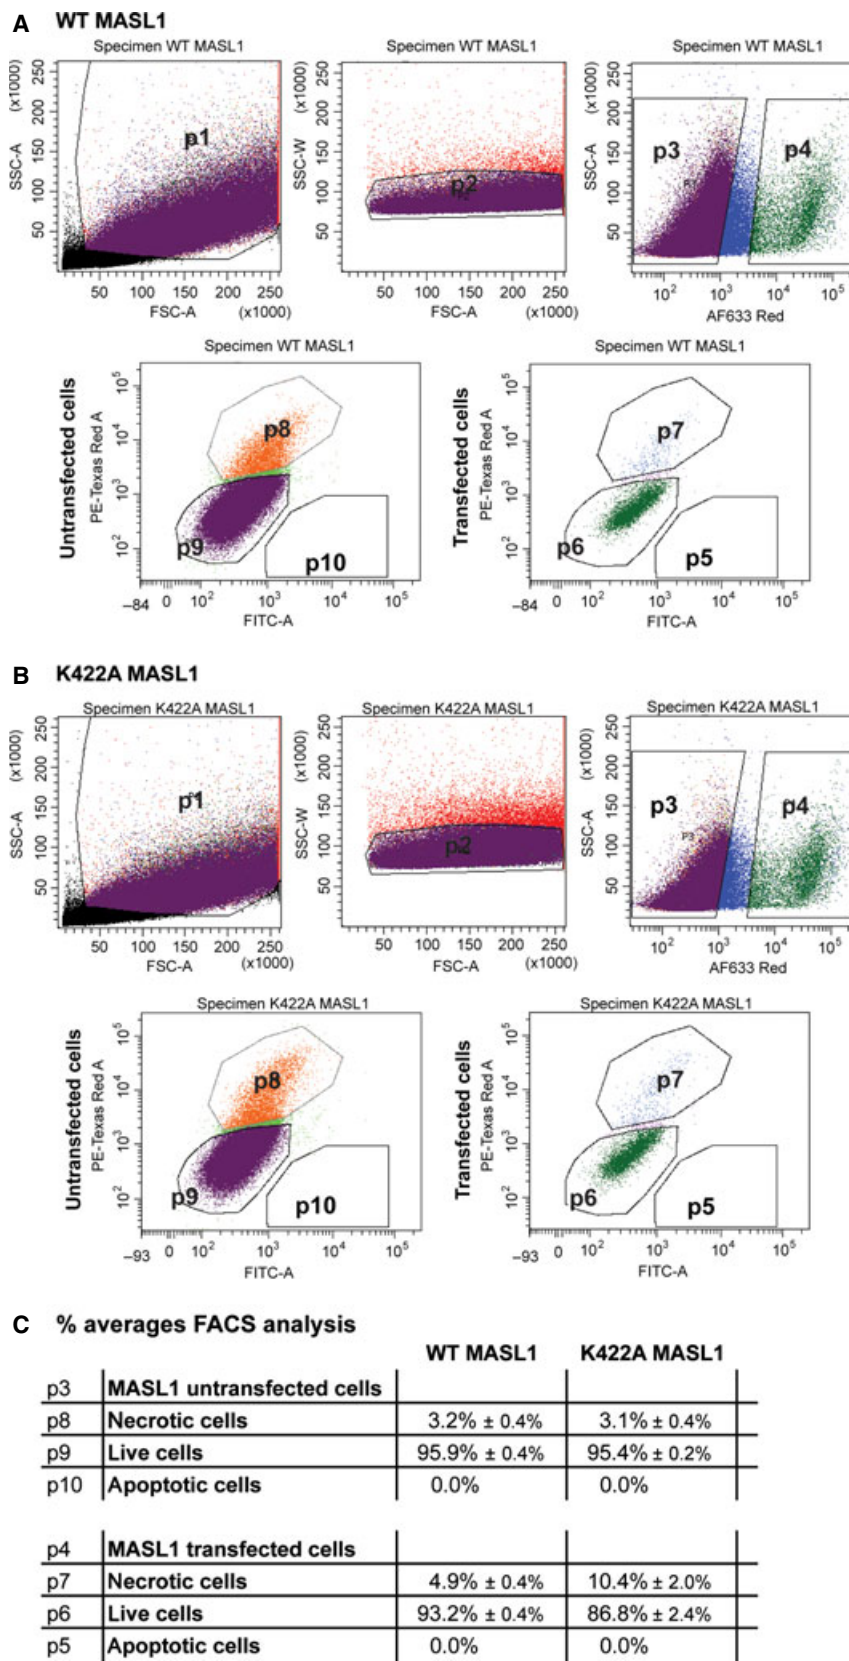 A WT MASL1
Specimen WT MASL1
SSC-A (x1000)
250
200
150
100
50
p1
50 100 150 200 250
FSC-A (x1000)
Specimen WT MASL1
SSC-W (x1000)
250
200
150
100
50
p2
50 100 150 200 250
FSC-A (x1000)
Specimen WT MASL1
SSC-A (x1000)
250
200
150
100
50
p3
p4
10² 10³ 10⁴ 10⁵
AF633 Red
Untransfected cells
Specimen WT MASL1
PE-Texas Red A
10⁵
10⁴
10³
10²
p8
p9
p10
–84 0 10² 10³ 10⁴ 10⁵
FITC-A
Transfected cells
Specimen WT MASL1
PE-Texas Red A
10⁵
10⁴
10³
10²
p7
p6
p5
–84 0 10² 10³ 10⁴ 10⁵
FITC-A
B K422A MASL1
Specimen K422A MASL1
SSC-A (x1000)
250
200
150
100
50
p1
50 100 150 200 250
FSC-A (x1000)
Specimen K422A MASL1
SSC-W (x1000)
250
200
150
100
50
p2
50 100 150 200 250
FSC-A (x1000)
Specimen K422A MASL1
SSC-A (x1000)
250
200
150
100
50
p3
P3
p4
10² 10³ 10⁴ 10⁵
AF633 Red
Untransfected cells
Specimen K422A MASL1
PE-Texas Red A
10⁵
10⁴
10³
10²
p8
p9
p10
–93 0 10² 10³ 10⁴ 10⁵
FITC-A
Transfected cells
Specimen K422A MASL1
PE-Texas Red A
10⁵
10⁴
10³
10²
p7
p6
p5
–93 0 10² 10³ 10⁴ 10⁵
FITC-A
C % averages FACS analysis
WT MASL1 K422A MASL1
p3 MASL1 untransfected cells
p8 Necrotic cells 3.2% ± 0.4% 3.1% ± 0.4%
p9 Live cells 95.9% ± 0.4% 95.4% ± 0.2%
p10 Apoptotic cells 0.0% 0.0%
p4 MASL1 transfected cells
p7 Necrotic cells 4.9% ± 0.4% 10.4% ± 2.0%
p6 Live cells 93.2% ± 0.4% 86.8% ± 2.4%
p5 Apoptotic cells 0.0% 0.0%